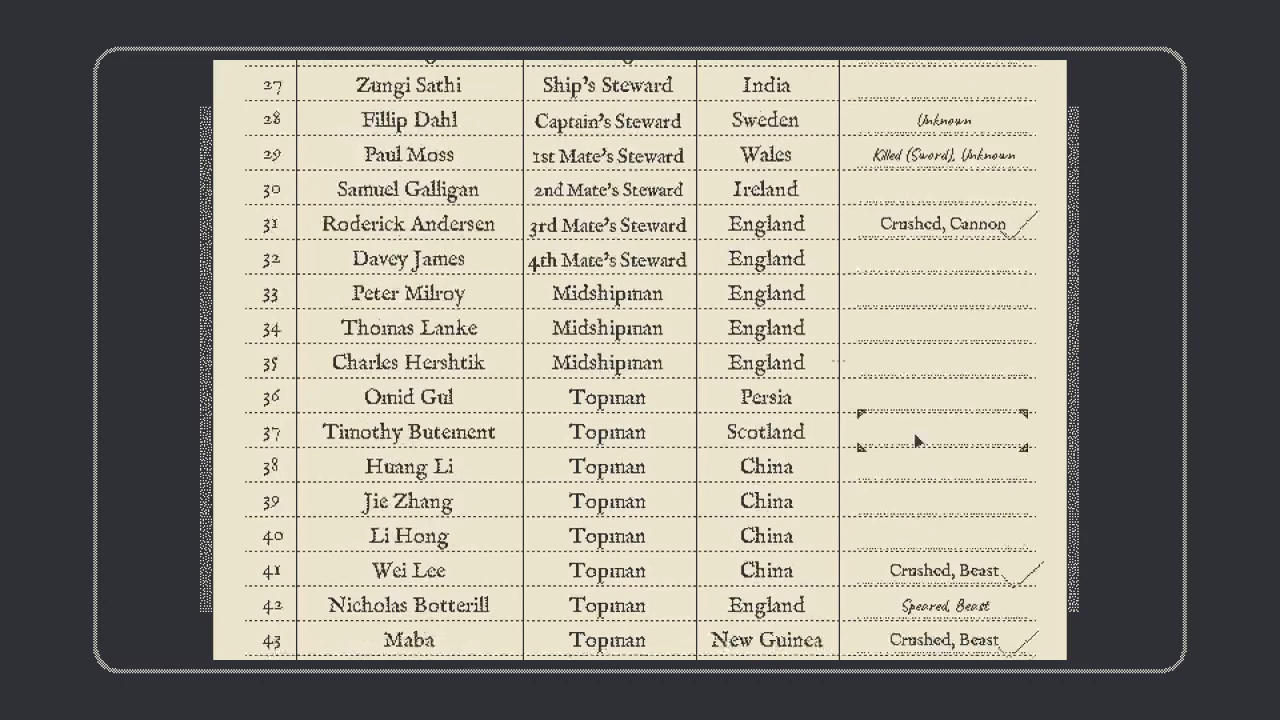 27 Zungi Sathi Ship's Steward India
28 Fillip Dahl Captain's Steward Sweden Unknown
29 Paul Moss 1st Mate's Steward Wales Killed (Sword), Unknown
30 Samuel Galligan 2nd Mate's Steward Ireland
31 Roderick Andersen 3rd Mate's Steward England Crushed, Cannon
32 Davey James 4th Mate's Steward England
33 Peter Milroy Midshipman England
34 Thomas Lanke Midshipman England
35 Charles Hershtik Midshipman England
36 Omid Gul Topman Persia
37 Timothy Butement Topman Scotland
38 Huang Li Topman China
39 Jie Zhang Topman China
40 Li Hong Topman China
41 Wei Lee Topman China Crushed, Beast
42 Nicholas Botterill Topman England Speared, Beast
43 Maba Topman New Guinea Crushed, Beast